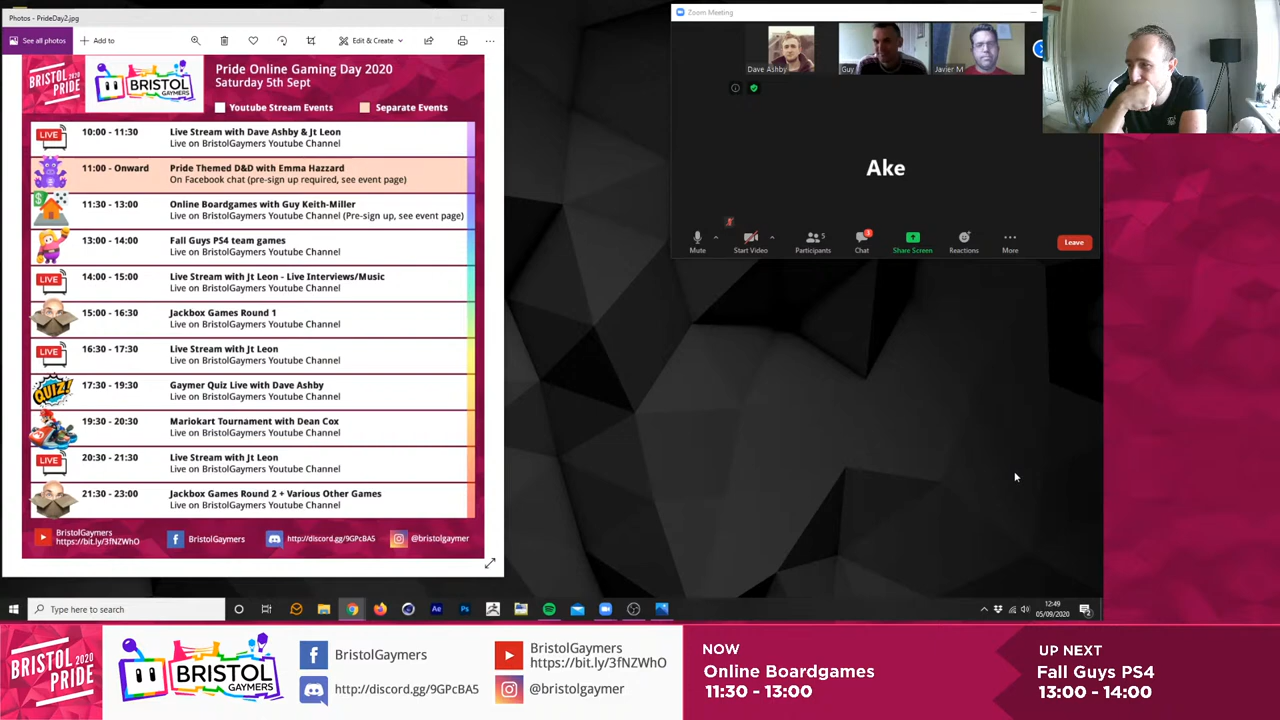 Photos - PrideDay2.jpg
See all photos
Add to
Edit & Create
BRISTOL PRIDE 2020
BRISTOL GAYMERS
Pride Online Gaming Day 2020
Saturday 5th Sept
Youtube Stream Events
Separate Events
LIVE
10:00 - 11:30
Live Stream with Dave Ashby & Jt Leon
Live on BristolGaymers Youtube Channel
11:00 - Onward
Pride Themed D&D with Emma Hazzard
On Facebook chat (pre-sign up required, see event page)
11:30 - 13:00
Online Boardgames with Guy Keith-Miller
Live on BristolGaymers Youtube Channel (Pre-sign up, see event page)
13:00 - 14:00
Fall Guys PS4 team games
Live on BristolGaymers Youtube Channel
LIVE
14:00 - 15:00
Live Stream with Jt Leon - Live Interviews/Music
Live on BristolGaymers Youtube Channel
15:00 - 16:30
Jackbox Games Round 1
Live on BristolGaymers Youtube Channel
LIVE
16:30 - 17:30
Live Stream with Jt Leon
Live on BristolGaymers Youtube Channel
QUIZ!
17:30 - 19:30
Gaymer Quiz Live with Dave Ashby
Live on BristolGaymers Youtube Channel
19:30 - 20:30
Mariokart Tournament with Dean Cox
Live on BristolGaymers Youtube Channel
LIVE
20:30 - 21:30
Live Stream with Jt Leon
Live on BristolGaymers Youtube Channel
21:30 - 23:00
Jackbox Games Round 2 + Various Other Games
Live on BristolGaymers Youtube Channel
BristolGaymers
https://bit.ly/3fNZWhO
BristolGaymers
http://discord.gg/9GPcBA5
@bristolgaymer
Zoom Meeting
Dave Ashby
Guy
Javier M
Ake
Mute
Start Video
5
Participants
3
Chat
Share Screen
Reactions
More
Leave
Type here to search
Ae
Ps
12:49
05/09/2020
2
BRISTOL PRIDE 2020
BRISTOL GAYMERS
BristolGaymers
http://discord.gg/9GPcBA5
BristolGaymers
https://bit.ly/3fNZWhO
@bristolgaymer
NOW
Online Boardgames
11:30 - 13:00
UP NEXT
Fall Guys PS4
13:00 - 14:00